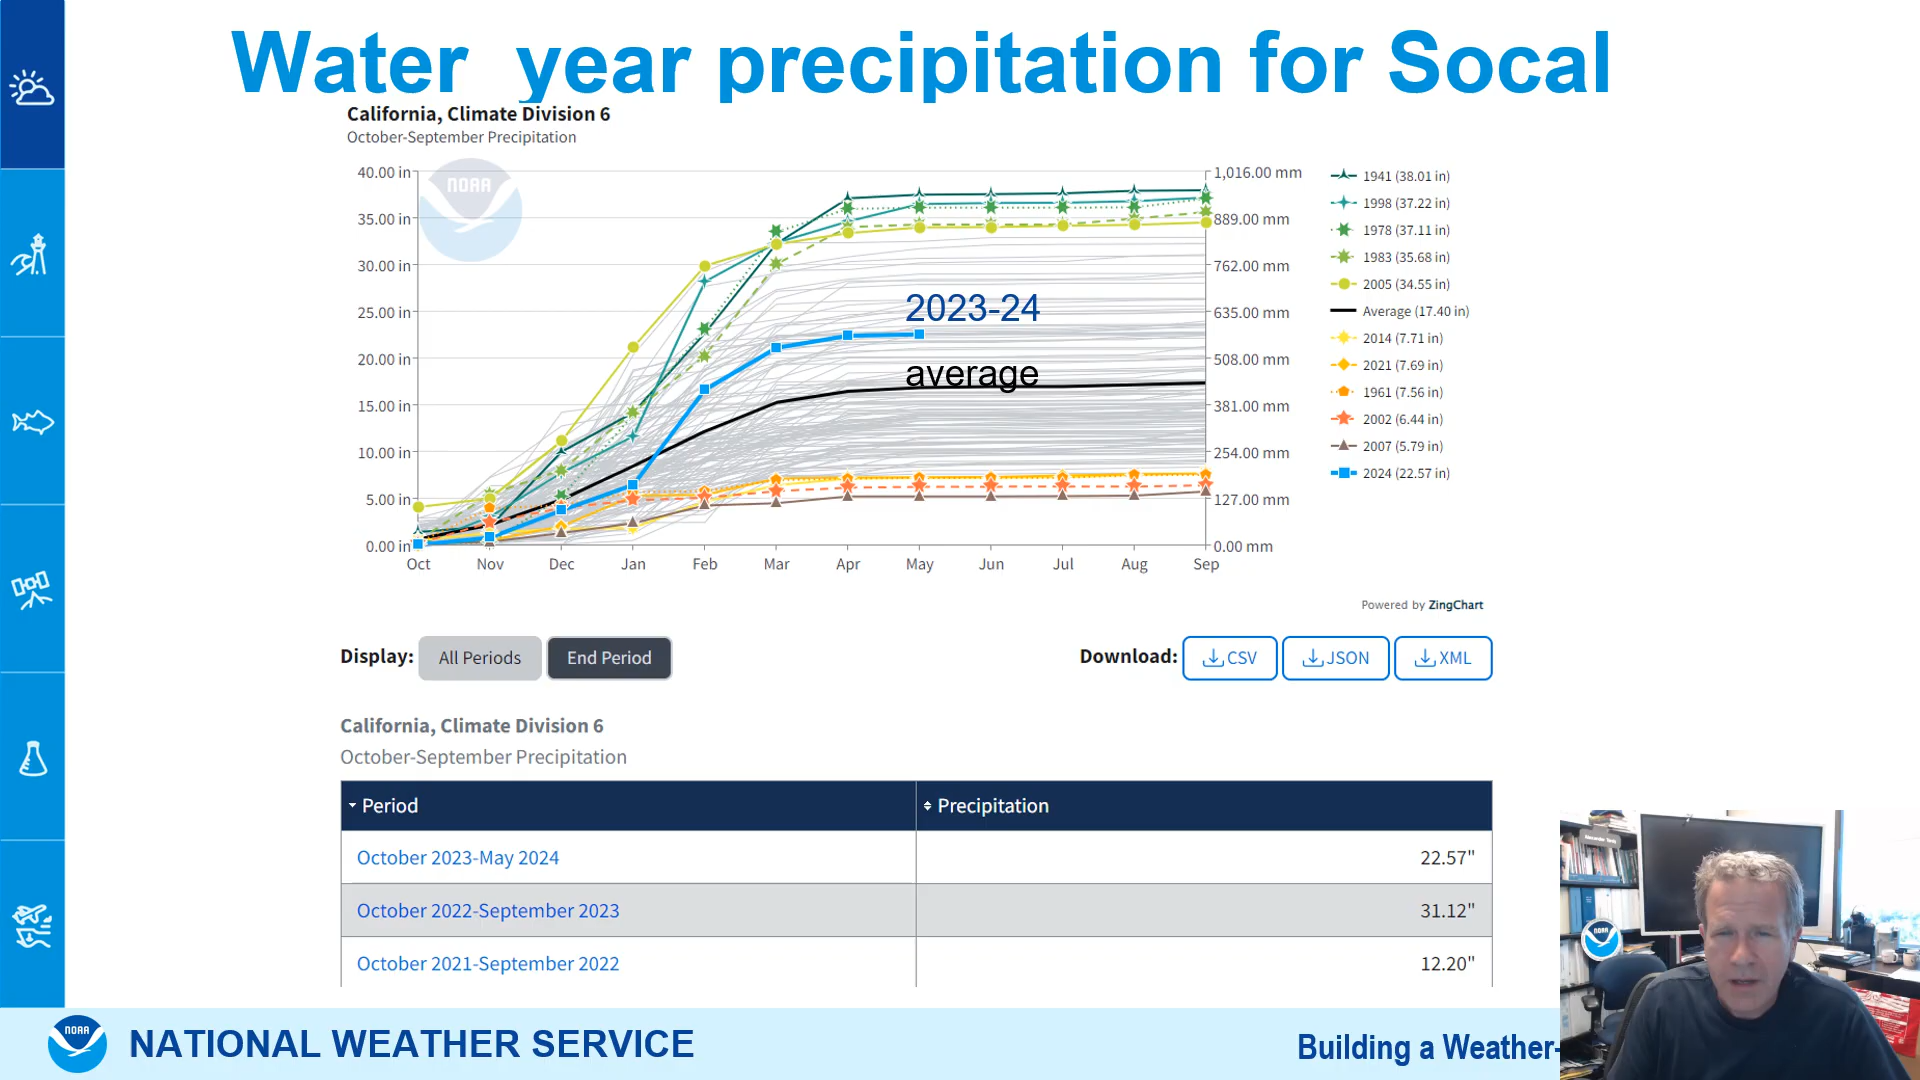 Water year precipitation for Socal
California, Climate Division 6
October-September Precipitation
NOAA
40.00 in
35.00 in
30.00 in
25.00 in
20.00 in
15.00 in
10.00 in
5.00 in
0.00 in
1,016.00 mm
889.00 mm
762.00 mm
635.00 mm
508.00 mm
381.00 mm
254.00 mm
127.00 mm
0.00 mm
2023-24
average
Oct Nov Dec Jan Feb Mar Apr May Jun Jul Aug Sep
1941 (38.01 in)
1998 (37.22 in)
1978 (37.11 in)
1983 (35.68 in)
2005 (34.55 in)
Average (17.40 in)
2014 (7.71 in)
2021 (7.69 in)
1961 (7.56 in)
2002 (6.44 in)
2007 (5.79 in)
2024 (22.57 in)
Powered by ZingChart
Display: All Periods End Period
Download: CSV JSON XML
California, Climate Division 6
October-September Precipitation
Period Precipitation
October 2023-May 2024 22.57"
October 2022-September 2023 31.12"
October 2021-September 2022 12.20"
NOAA
NOAA
NATIONAL WEATHER SERVICE
Building a Weather-